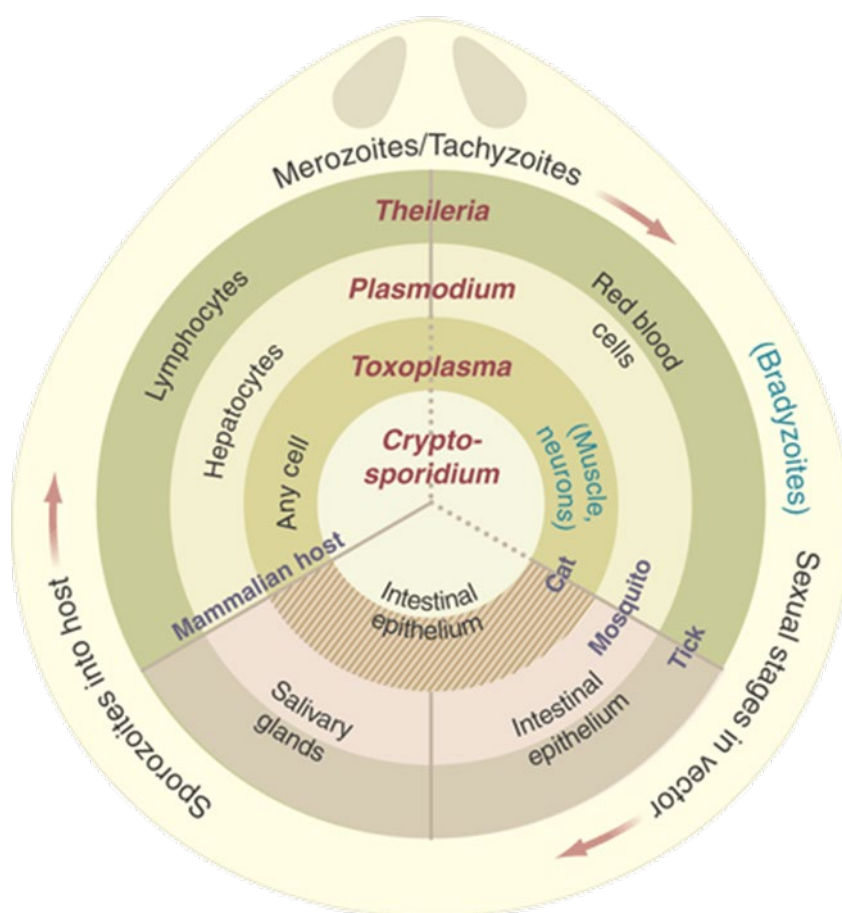 Merozoites/Tachyzoites
Theileria
Plasmodium
Toxoplasma
Crypto-
sporidium
Lymphocytes
Hepatocytes
Any cell
Red blood
cells
(Muscle,
neurons)
(Bradyzoites)
Mammalian host
Cat
Mosquito
Tick
Intestinal
epithelium
Salivary
glands
Intestinal
epithelium
Sexual stages in vector
Sporozoites into host